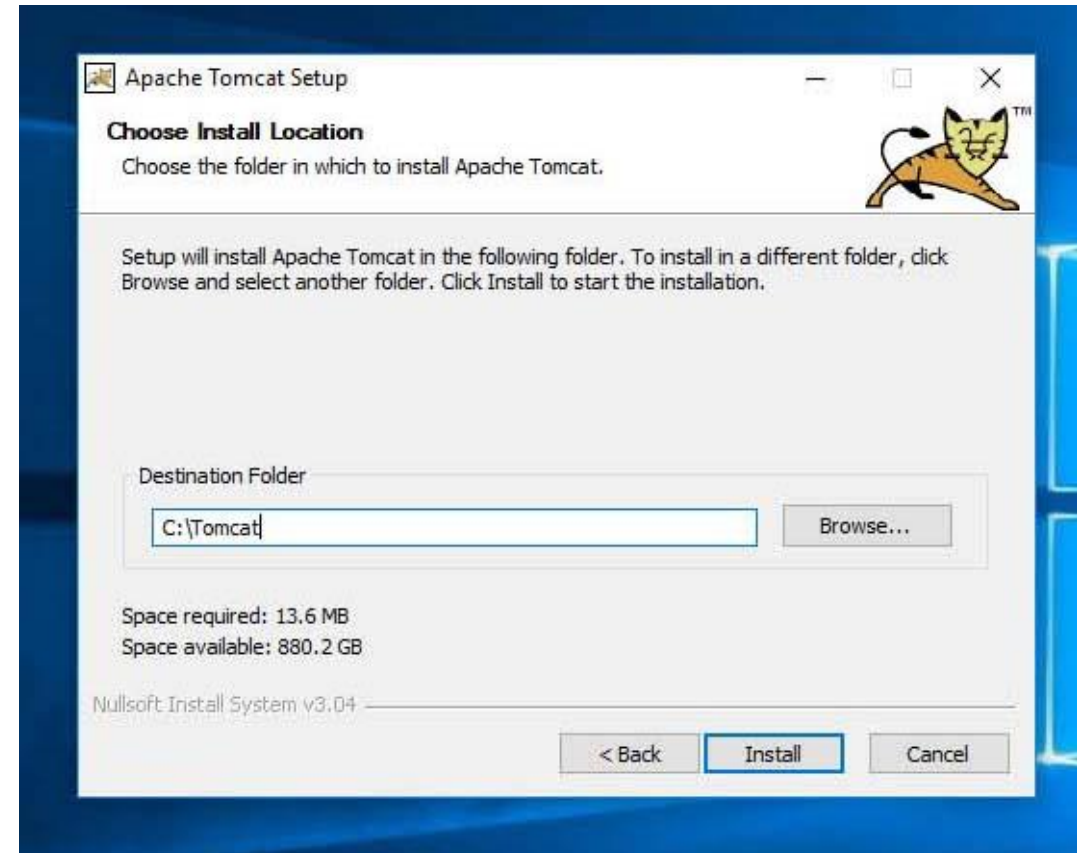 Apache Tomcat Setup
Choose Install Location
Choose the folder in which to install Apache Tomcat.
TM
Setup will install Apache Tomcat in the following folder. To install in a different folder, click
Browse and select another folder. Click Install to start the installation.
Destination Folder
C:\Tomcat
Browse...
Space required: 13.6 MB
Space available: 880.2 GB
Nullsoft Install System v3.04
< Back Install Cancel